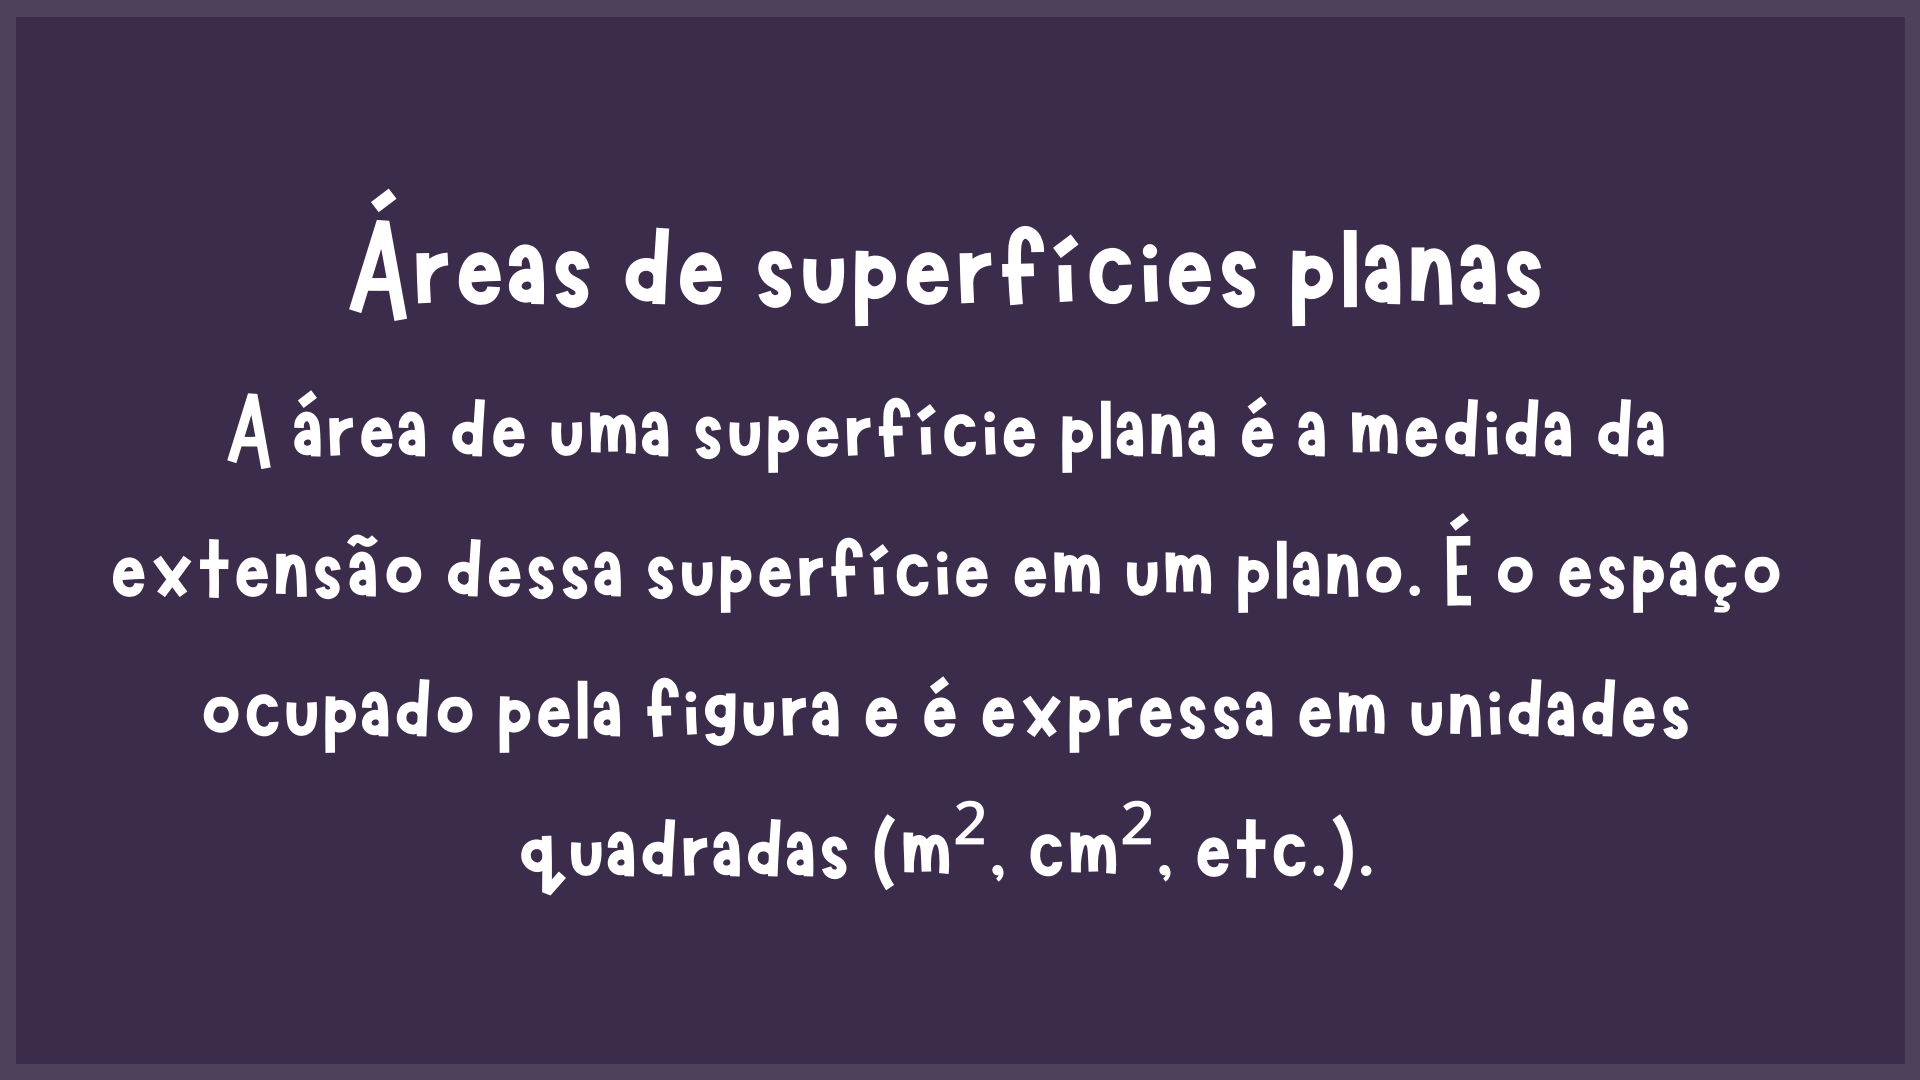 Áreas de superfícies planas
A área de uma superfície plana é a medida da
extensão dessa superfície em um plano. É o espaço
ocupado pela figura e é expressa em unidades
quadradas (m², cm², etc.).